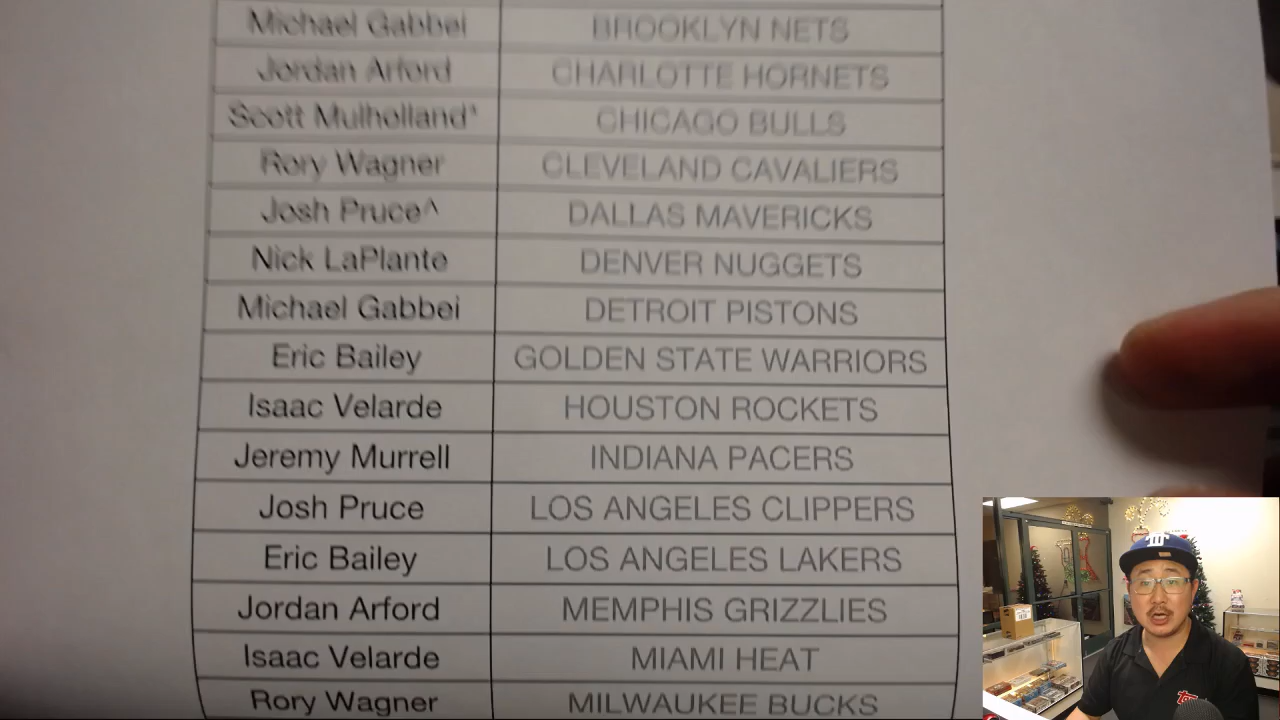 Michael Gabbei BROOKLYN NETS
Jordan Arford CHARLOTTE HORNETS
Scott Mulholland* CHICAGO BULLS
Rory Wagner CLEVELAND CAVALIERS
Josh Pruce^ DALLAS MAVERICKS
Nick LaPlante DENVER NUGGETS
Michael Gabbei DETROIT PISTONS
Eric Bailey GOLDEN STATE WARRIORS
Isaac Velarde HOUSTON ROCKETS
Jeremy Murrell INDIANA PACERS
Josh Pruce LOS ANGELES CLIPPERS
Eric Bailey LOS ANGELES LAKERS
Jordan Arford MEMPHIS GRIZZLIES
Isaac Velarde MIAMI HEAT
Rory Wagner MILWAUKEE BUCKS